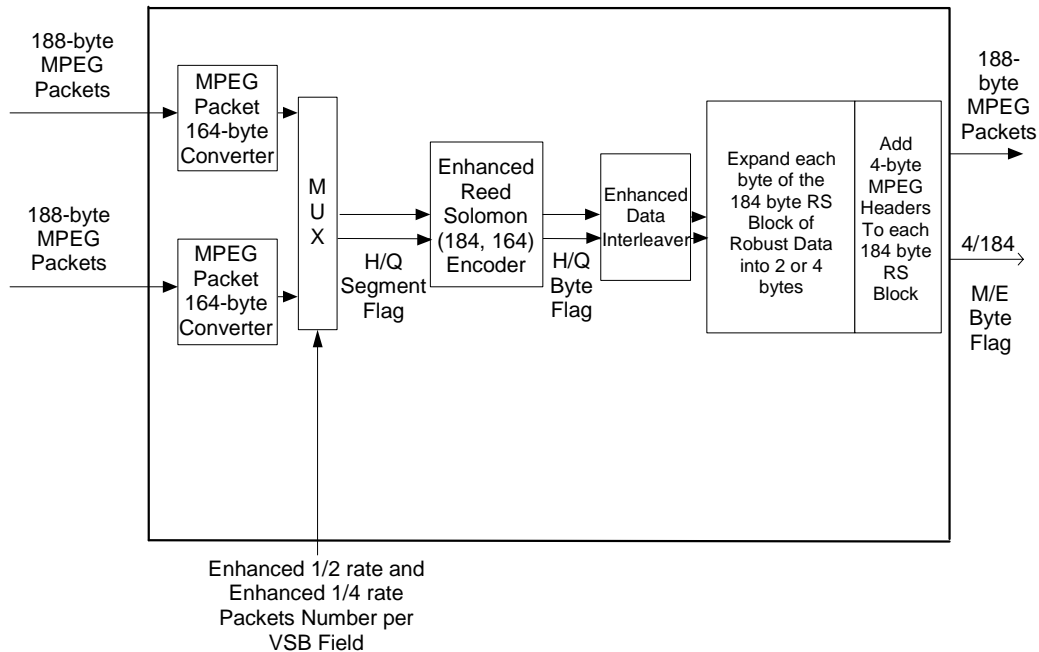 188-byte
MPEG
Packets
MPEG
Packet
164-byte
Converter
188-byte
MPEG
Packets
MPEG
Packet
164-byte
Converter
M
U
X
H/Q
Segment
Flag
Enhanced
Reed
Solomon
(184, 164)
Encoder
H/Q
Byte
Flag
Enhanced
Data
Interleaver
Expand each
byte of the
184 byte RS
Block of
Robust Data
into 2 or 4
bytes
Add
4-byte
MPEG
Headers
To each
184 byte
RS
Block
188-
byte
MPEG
Packets
4/184
M/E
Byte
Flag
Enhanced 1/2 rate and
Enhanced 1/4 rate
Packets Number per
VSB Field